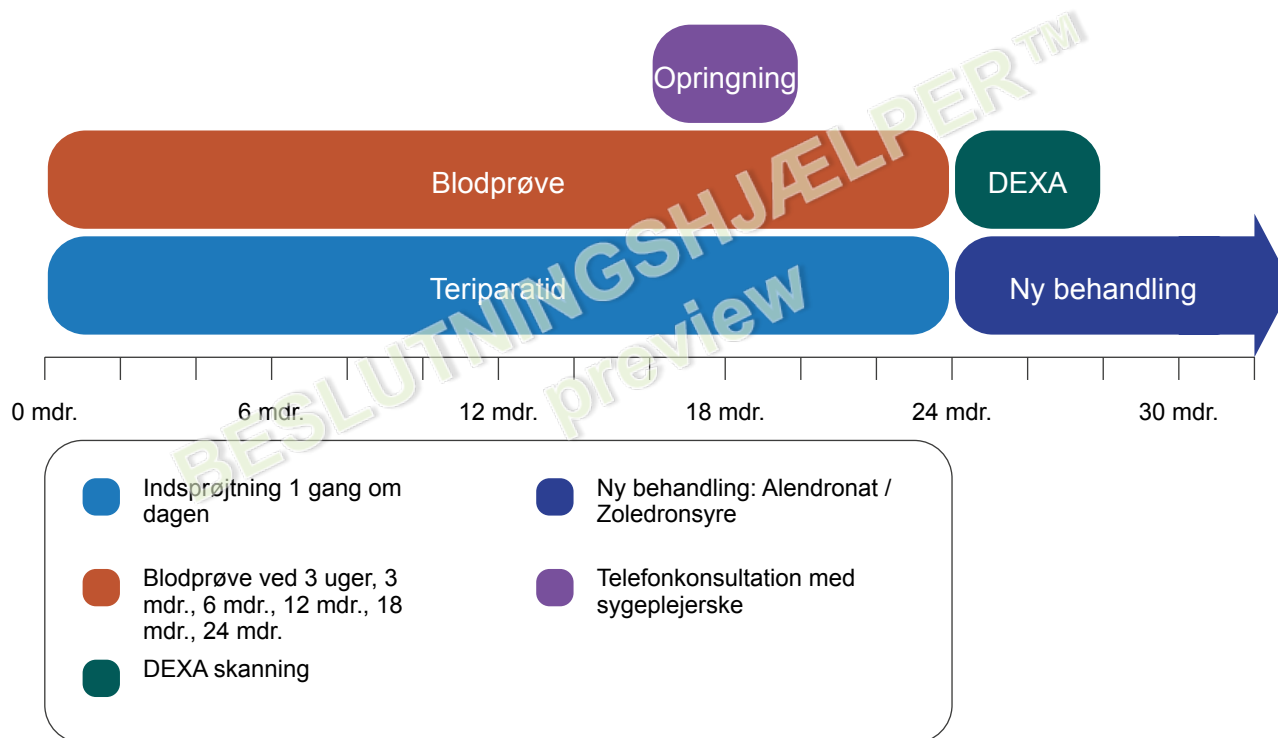 Opringning
Blodprøve
DEXA
Teriparatid
Ny behandling
0 mdr.
6 mdr.
12 mdr.
18 mdr.
24 mdr.
30 mdr.
BESLUTNINGSHJÆLPER™
preview
Indsprøjtning 1 gang om
dagen
Blodprøve ved 3 uger, 3
mdr., 6 mdr., 12 mdr., 18
mdr., 24 mdr.
DEXA skanning
Ny behandling: Alendronat /
Zoledronsyre
Telefonkonsultation med
sygeplejerske